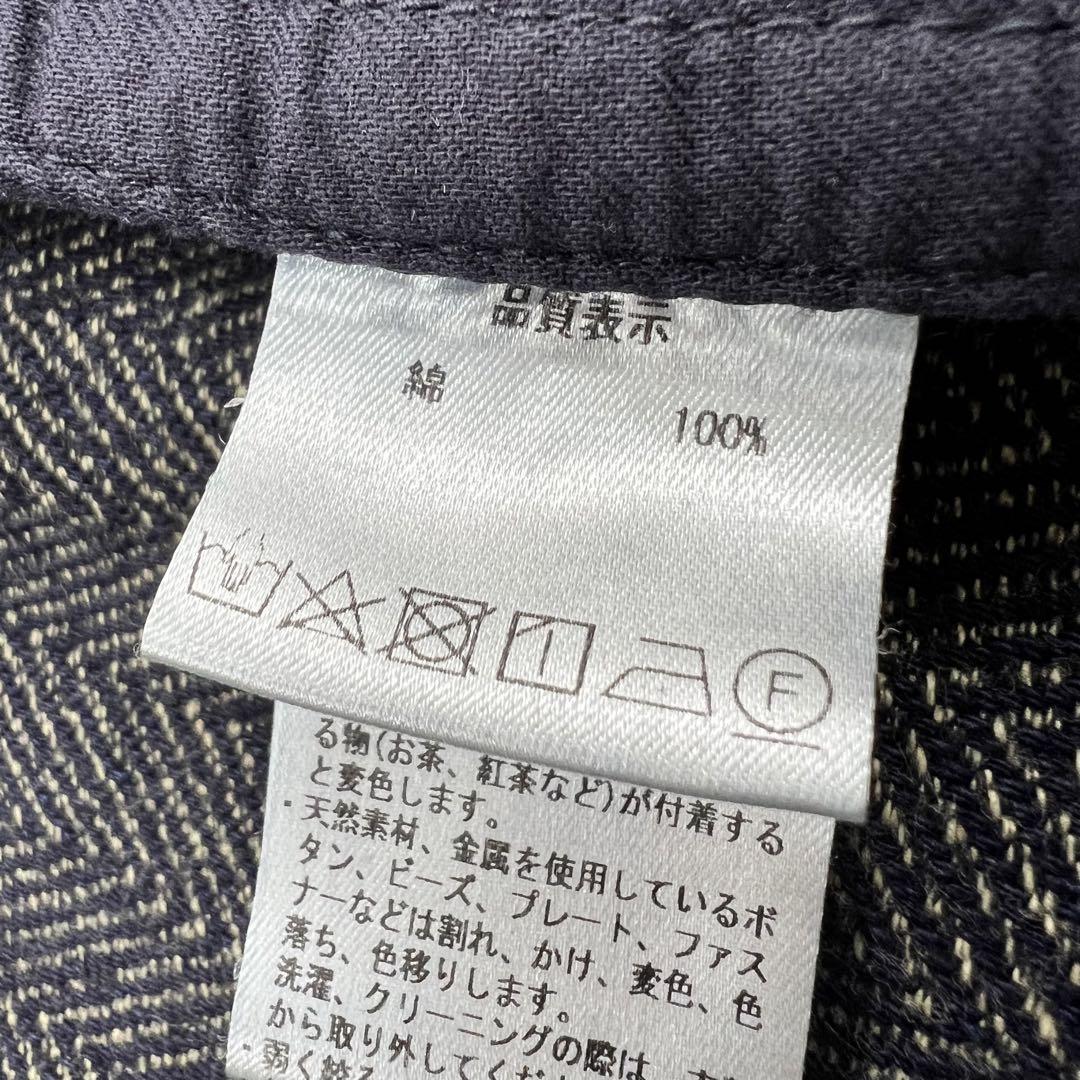 品質表示
綿 100%
F
る物(お茶、紅茶など)が付着する
と変色します。
・天然素材、金属を使用しているボ
タン、ビーズ、プレート、ファス
ナーなどは割れ、かけ、変色、色
落ち、色移りします。
洗濯、クリーニングの際は、
から取り外してくだ
・弱く絞